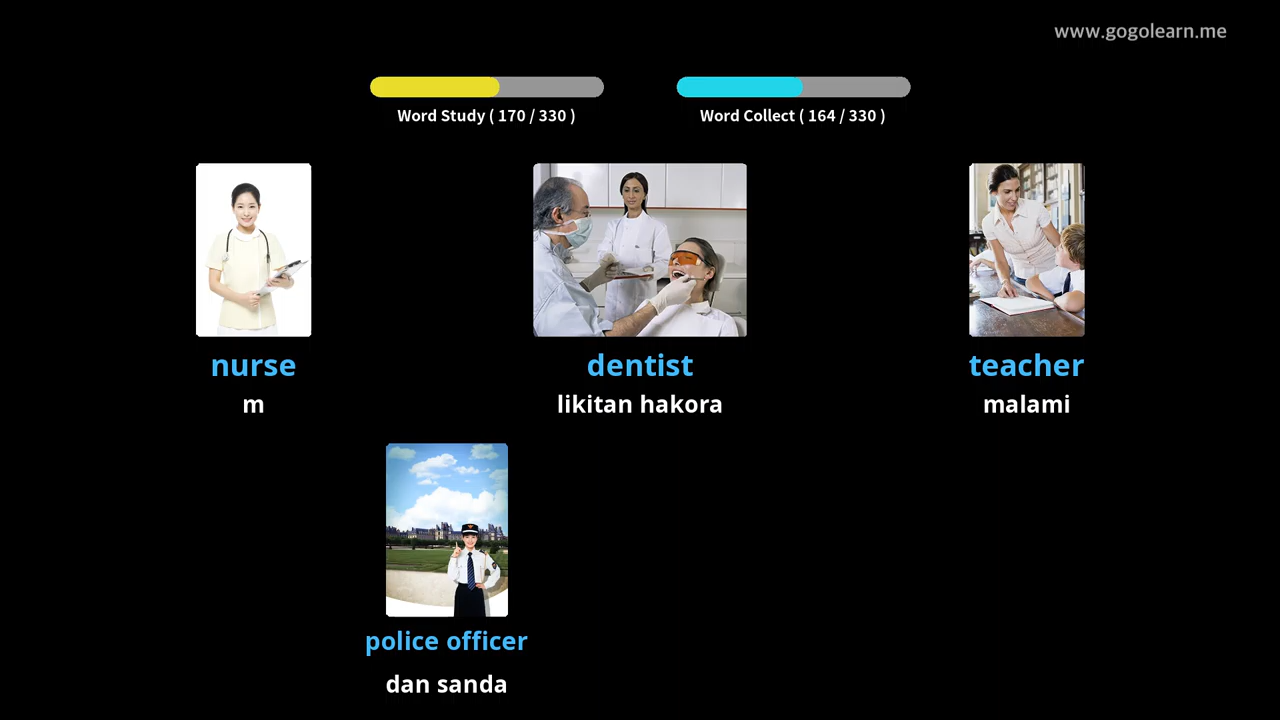 www.gogolearn.me
Word Study ( 170 / 330 )
Word Collect ( 164 / 330 )
nurse
m
dentist
likitan hakora
teacher
malami
police officer
dan sanda